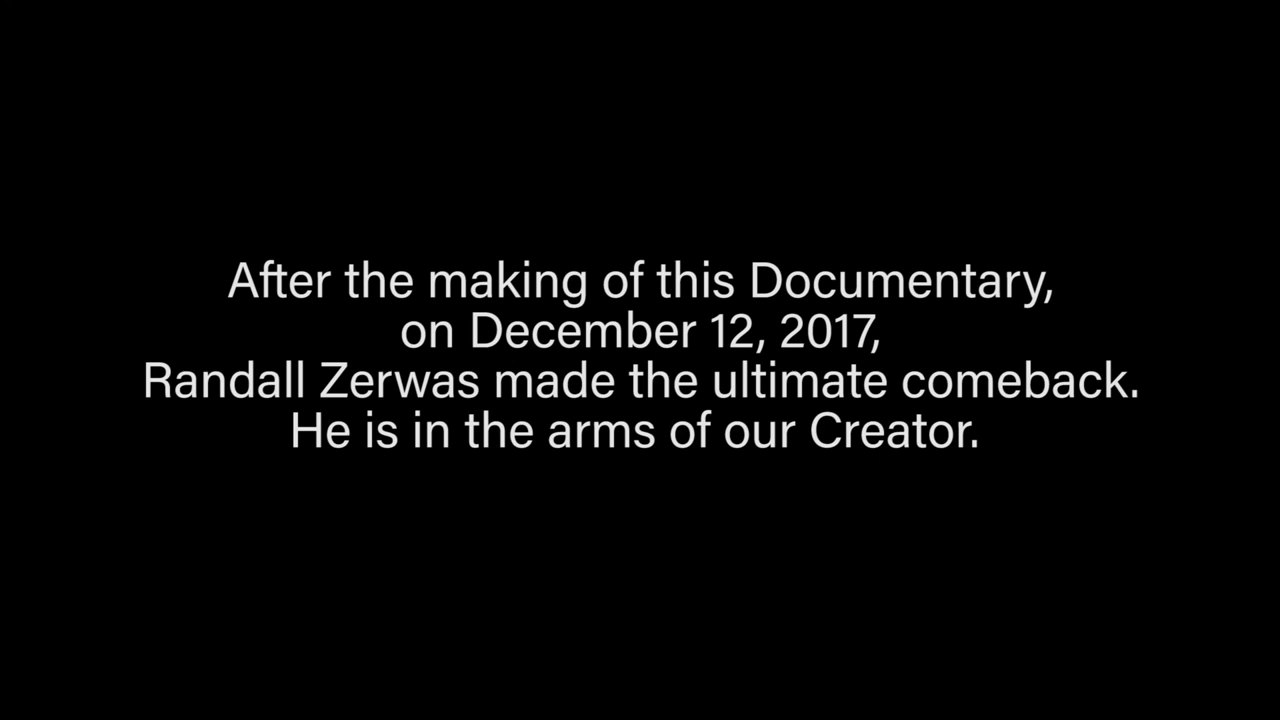 After the making of this Documentary,
on December 12, 2017,
Randall Zerwas made the ultimate comeback.
He is in the arms of our Creator.